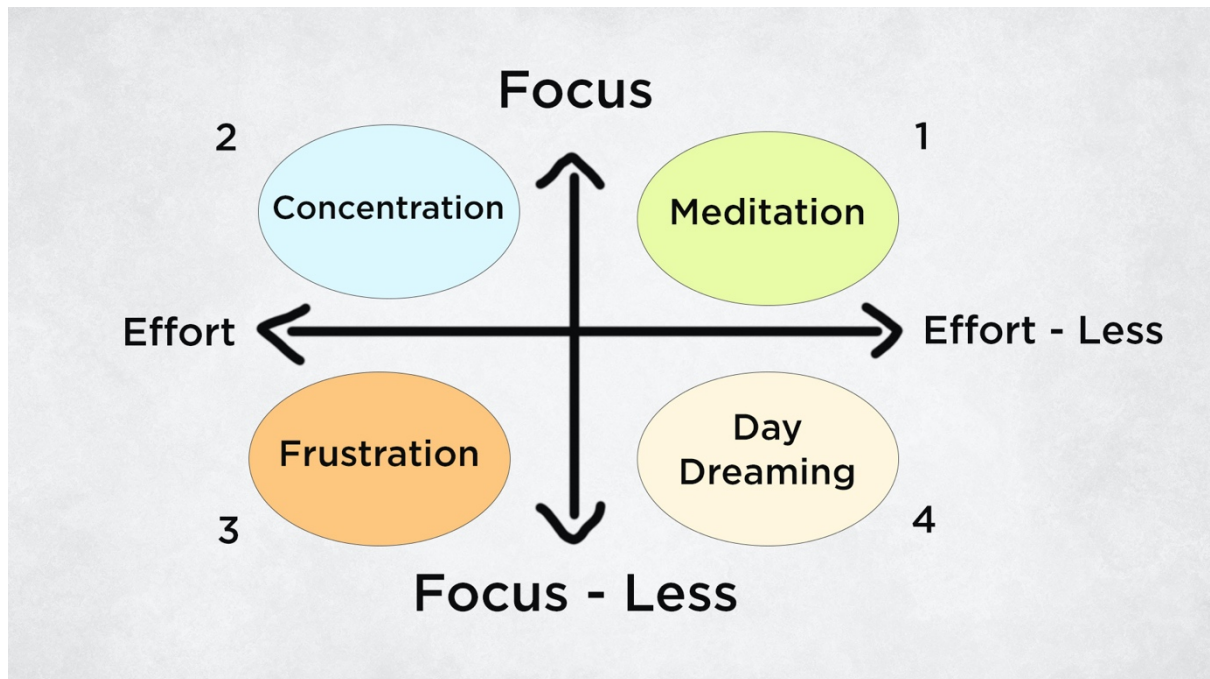 Focus
2
1
Concentration
Meditation
Effort
Effort - Less
Frustration
Day
Dreaming
3
4
Focus - Less